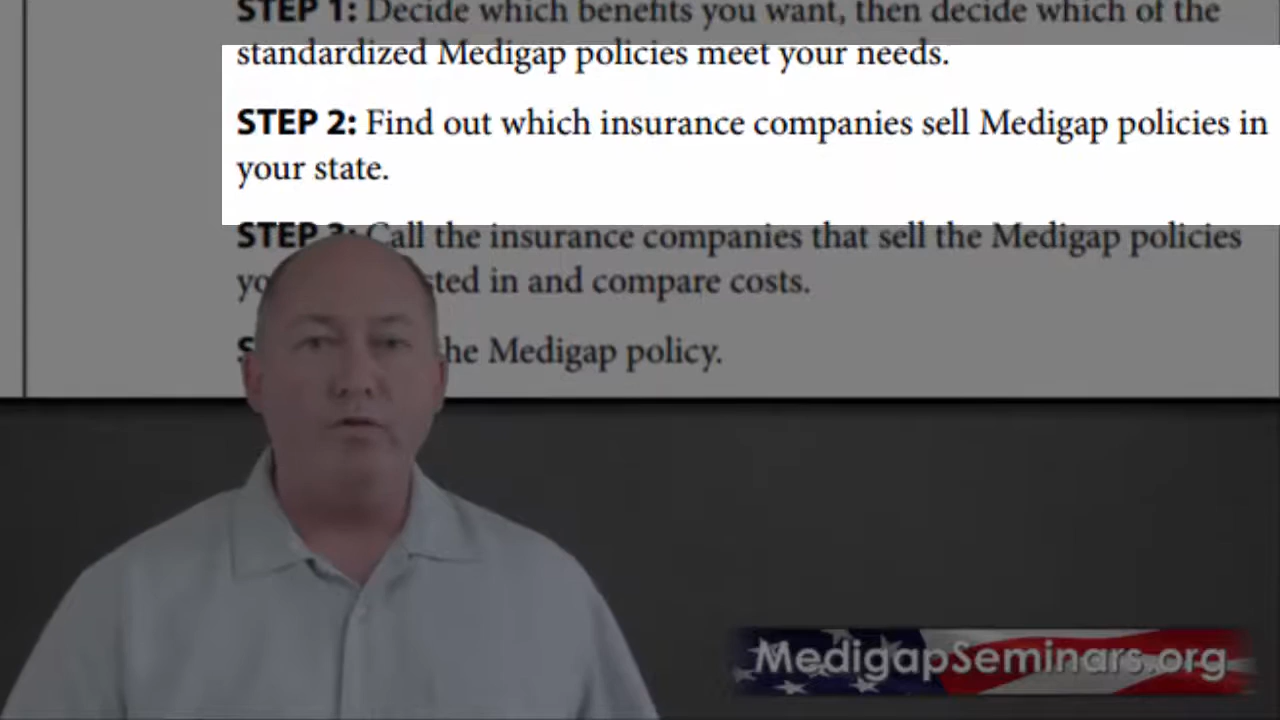 STEP 1: Decide which benefits you want, then decide which of the
standardized Medigap policies meet your needs.
STEP 2: Find out which insurance companies sell Medigap policies in
your state.
STEP 3: Call the insurance companies that sell the Medigap policies
in and compare costs.
Medigap policy.
MedigapSeminars.org